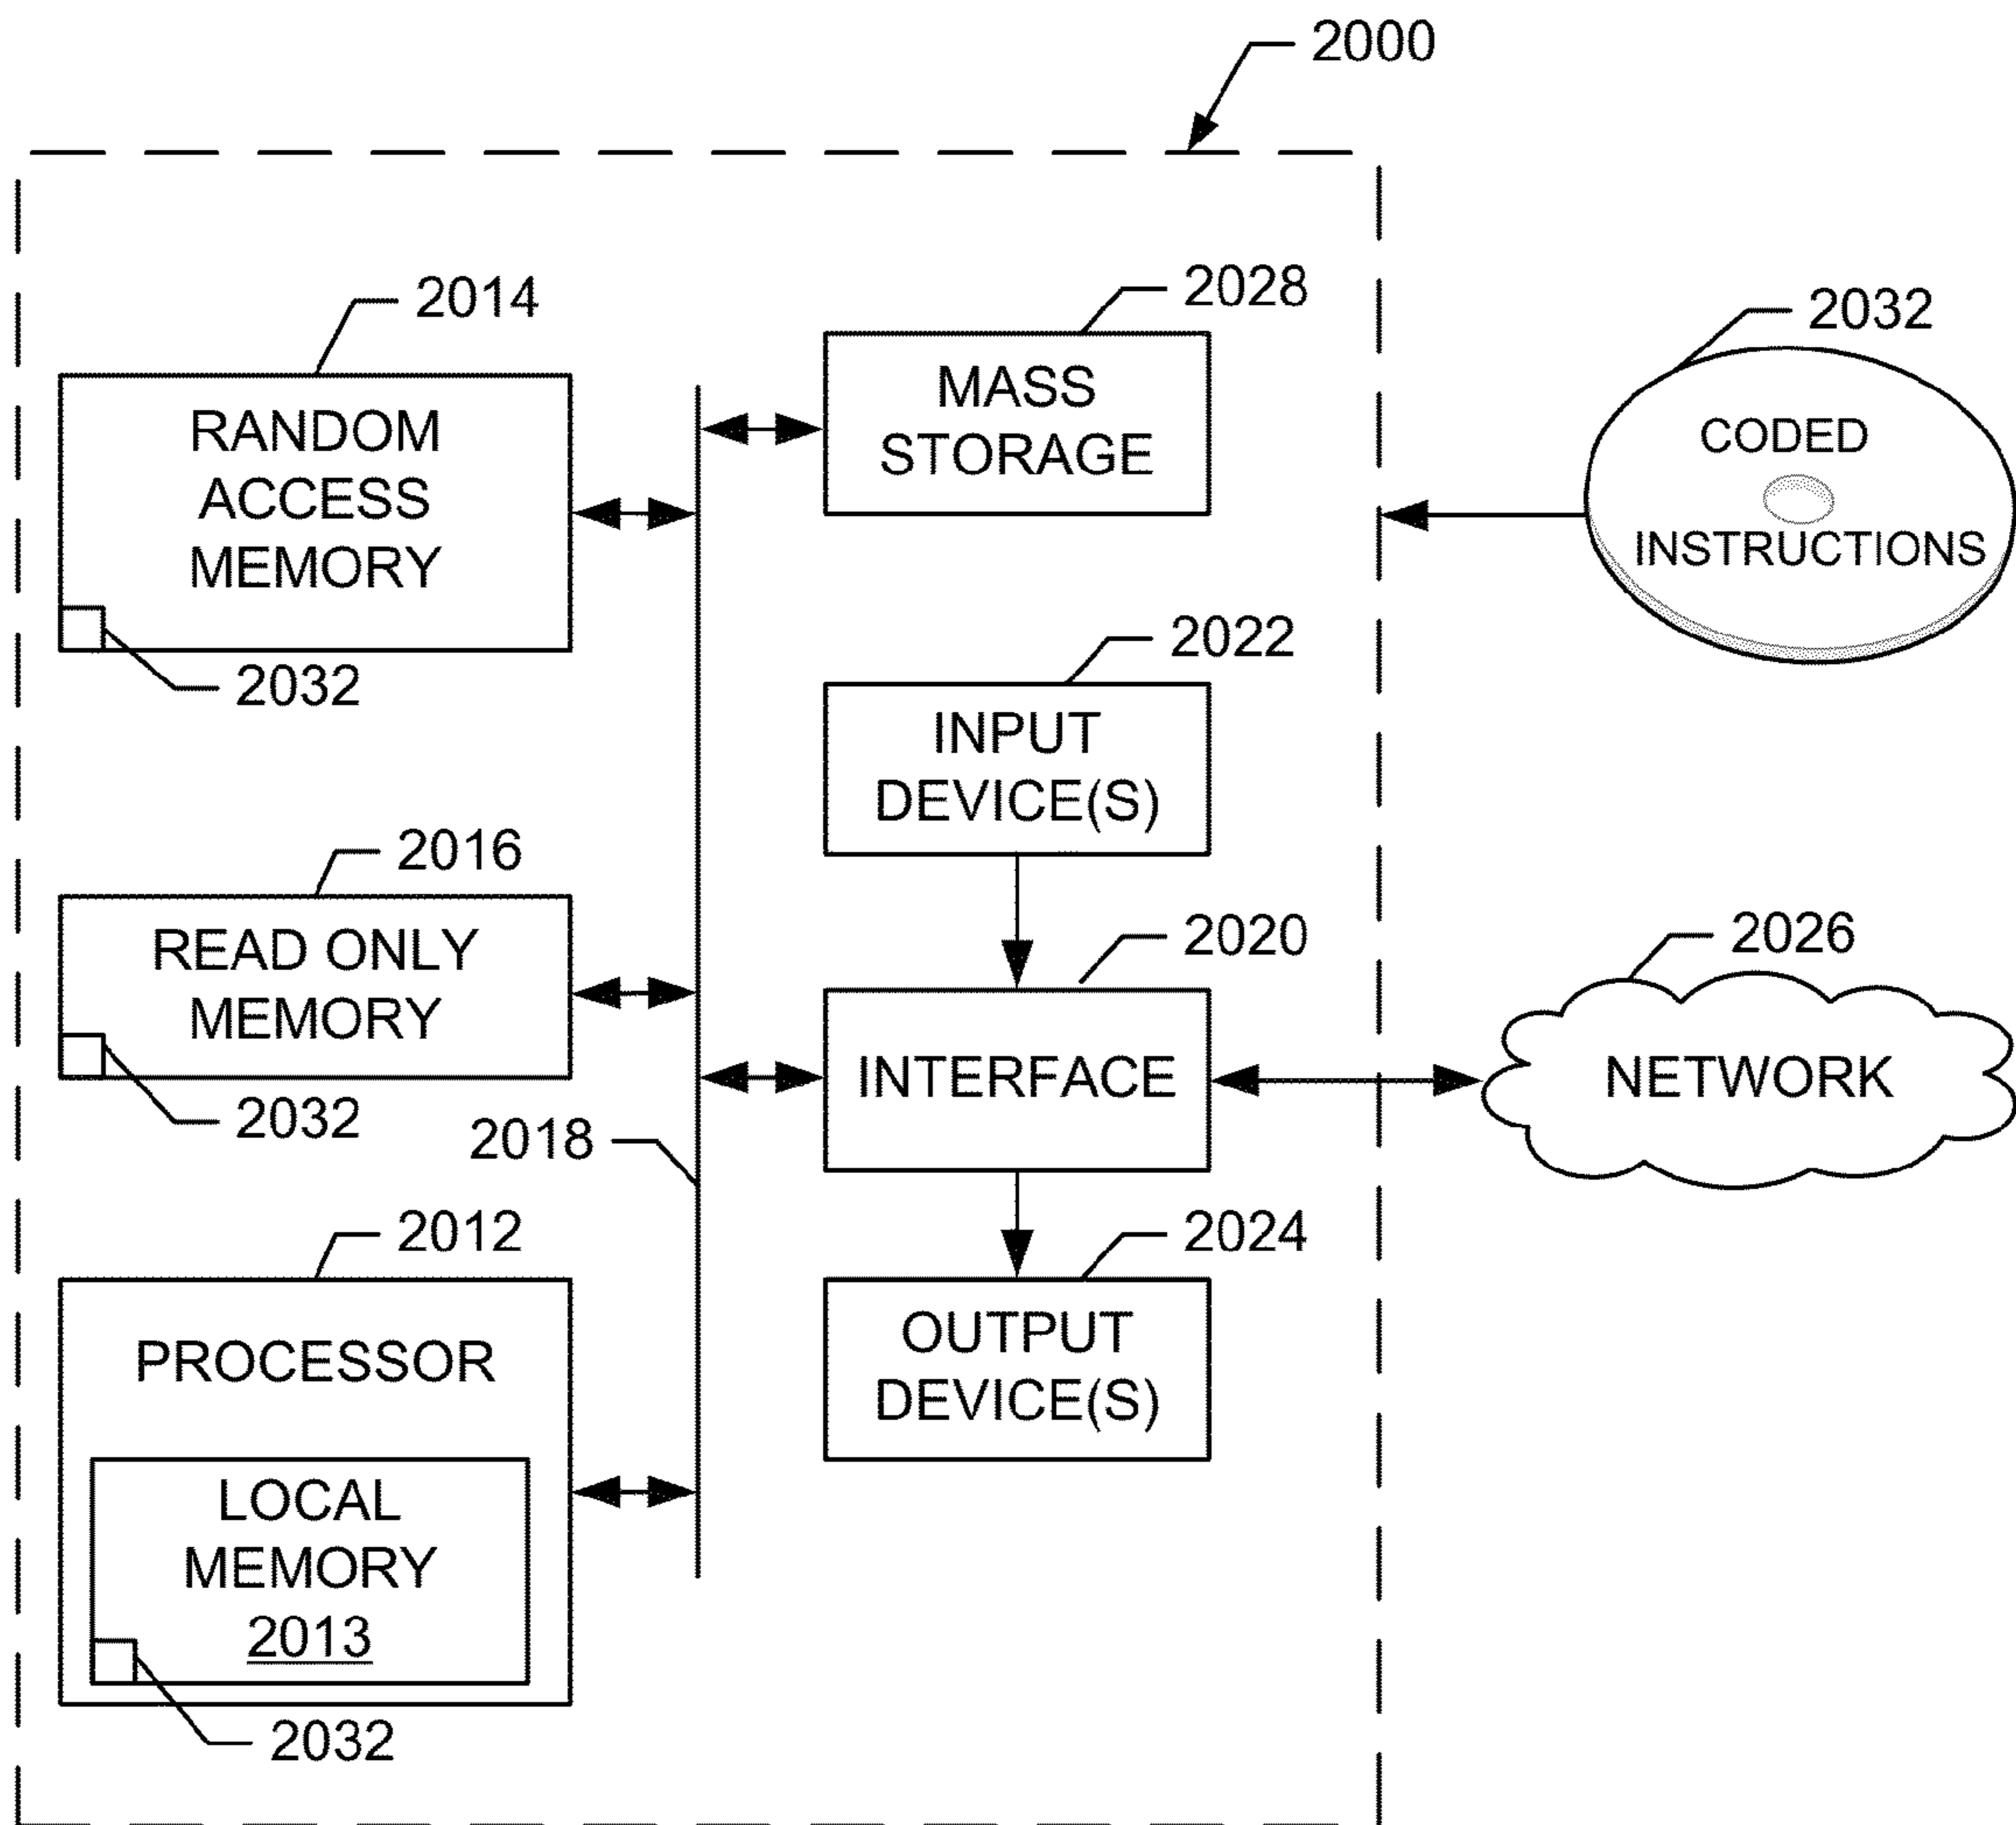 2000
2014
RANDOM
ACCESS
MEMORY
2032
2028
MASS
STORAGE
2032
CODED
INSTRUCTIONS
2022
INPUT
DEVICE(S)
2016
READ ONLY
MEMORY
2032
2018
2020
INTERFACE
2026
NETWORK
2012
PROCESSOR
LOCAL
MEMORY
2013
2032
2024
OUTPUT
DEVICE(S)